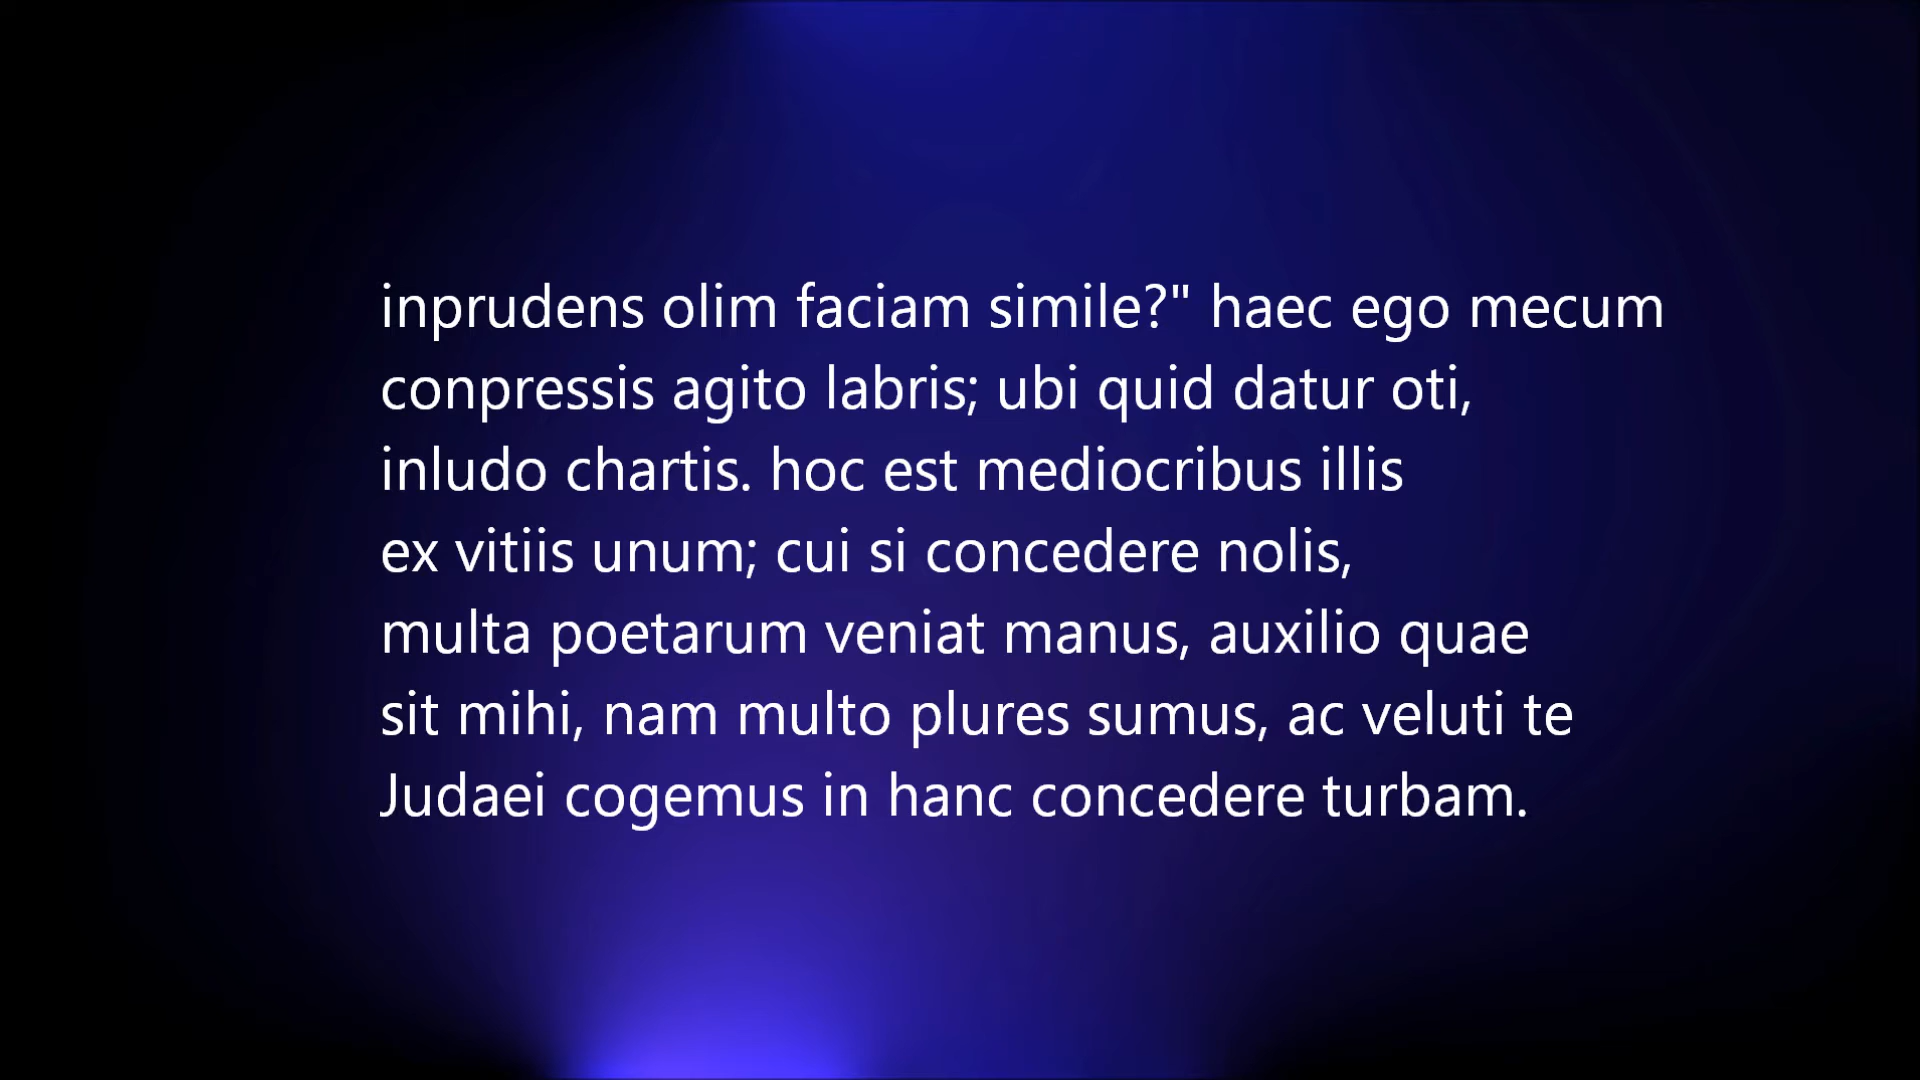 inprudens olim faciam simile?" haec ego mecum
conpressis agito labris; ubi quid datur oti,
inludo chartis. hoc est mediocribus illis
ex vitiis unum; cui si concedere nolis,
multa poetarum veniat manus, auxilio quae
sit mihi, nam multo plures sumus, ac veluti te
Judaei cogemus in hanc concedere turbam.